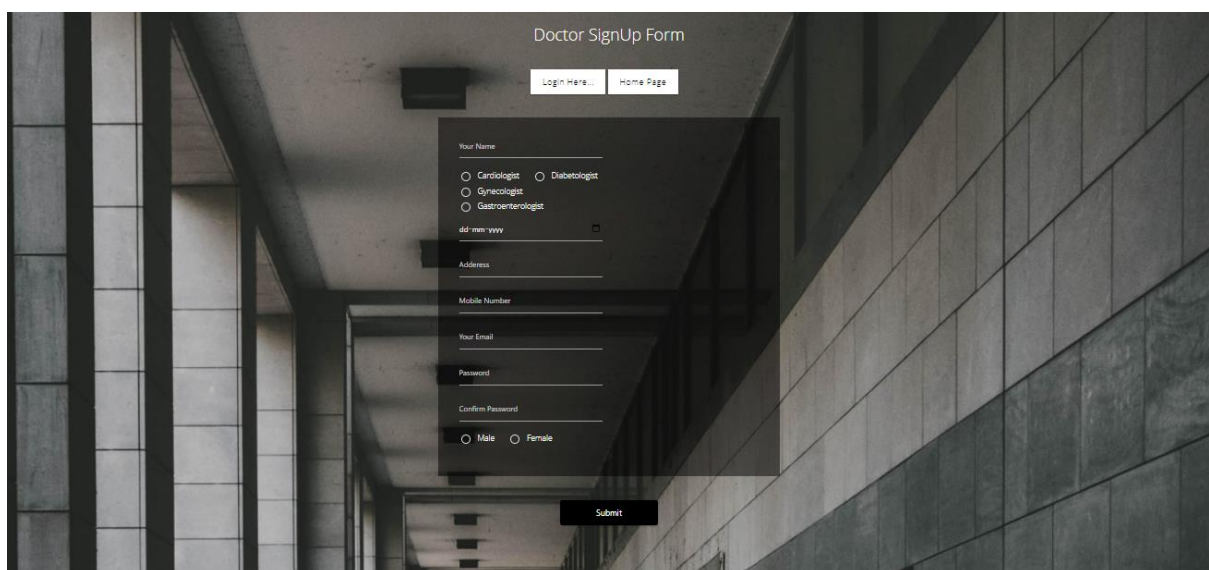 Doctor SignUp Form
Login Here... Home Page
Your Name
Cardiologist Diabetologist
Gynecologist
Gastroenterologist
dd-mm-yyyy
Adderess
Mobile Number
Your Email
Password
Confirm Password
Male Female
Submit